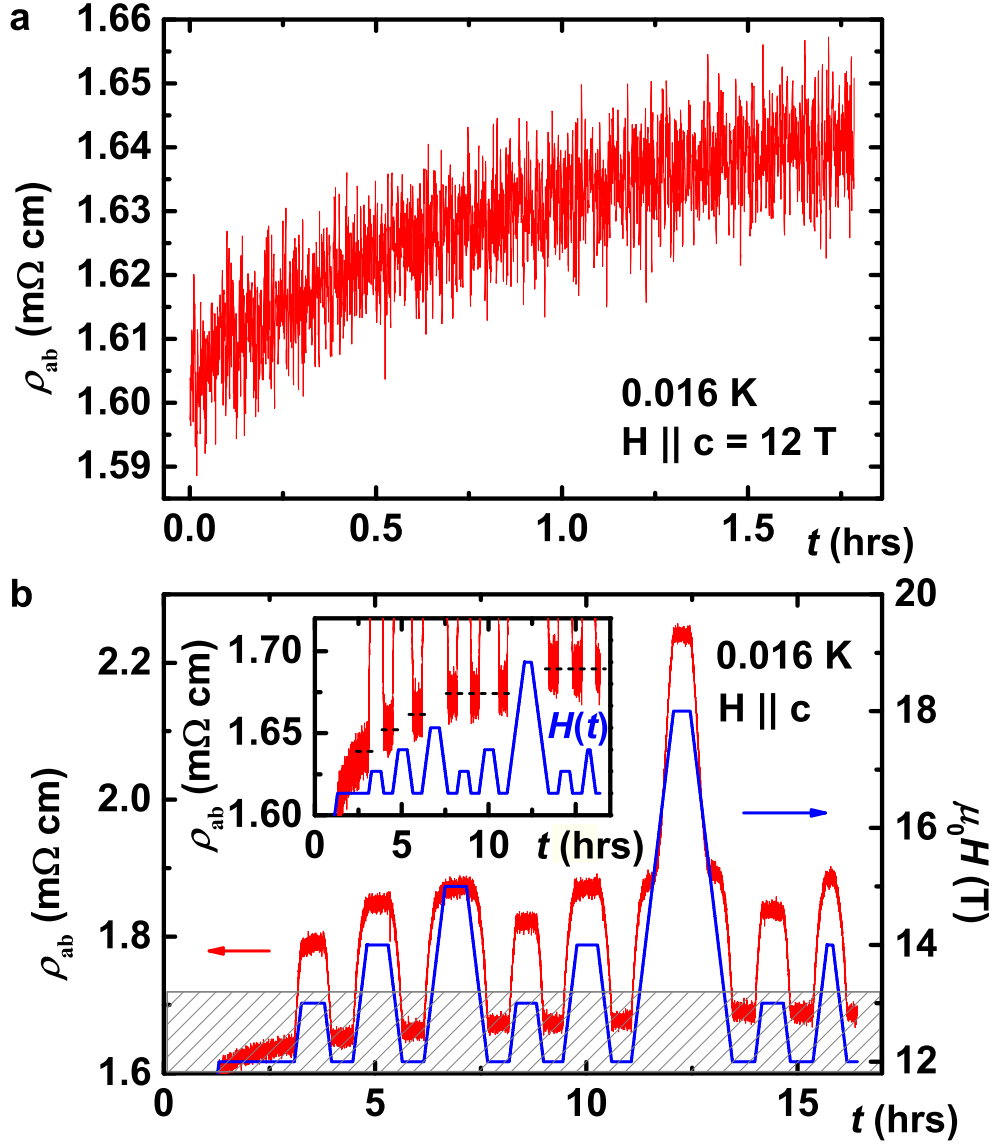 a
1.66
1.65
1.64
1.63
1.62
1.61
1.60
1.59
ρab (mΩ cm)
0.016 K
H || c = 12 T
0.0 0.5 1.0 1.5
t (hrs)
b
2.2
2.0
1.8
1.6
ρab (mΩ cm)
1.70
1.65
1.60
ρab (mΩ cm)
H(t)
0 5 10 t (hrs)
0.016 K
H || c
20
18
16
14
12
μ0H (T)
0 5 10 15
t (hrs)